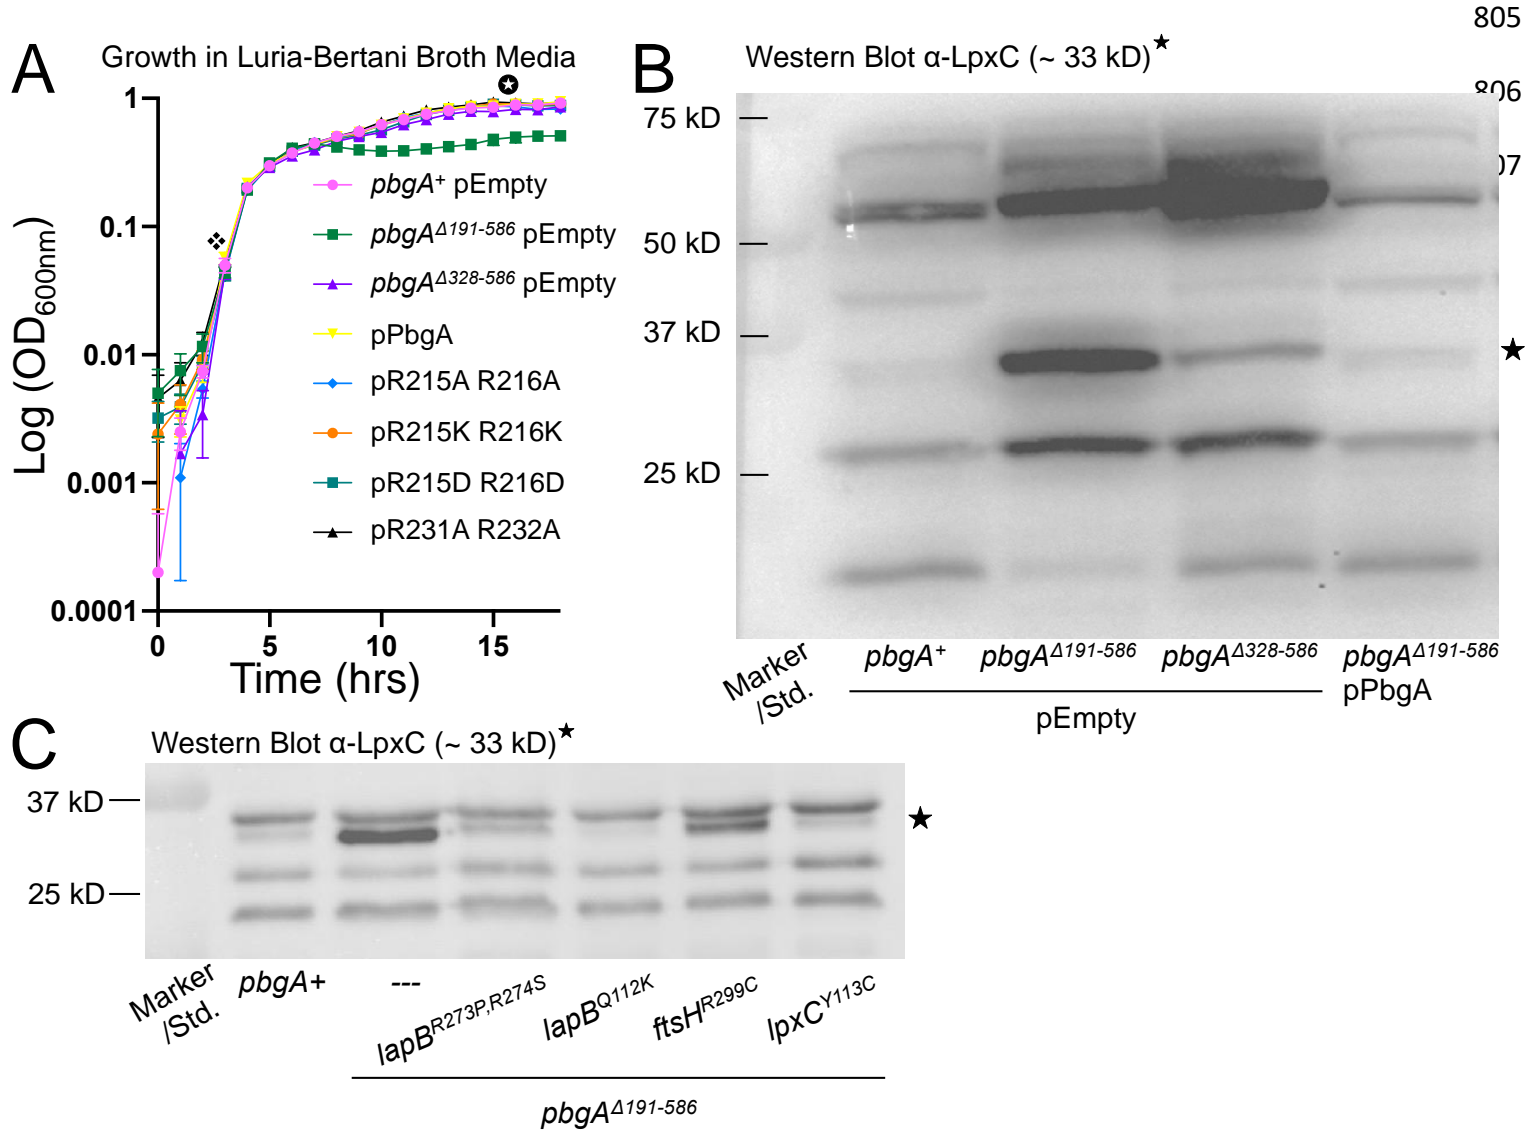 805
806
07
A
Growth in Luria-Bertani Broth Media
1
0.1
0.01
0.001
0.0001
Log (OD600nm)
0 5 10 15
Time (hrs)
pbgA+ pEmpty
pbgAΔ191-586 pEmpty
pbgAΔ328-586 pEmpty
pPbgA
pR215A R216A
pR215K R216K
pR215D R216D
pR231A R232A
B
Western Blot α-LpxC (~ 33 kD)★
75 kD
50 kD
37 kD
25 kD
★
Marker
/Std.
pbgA+ pbgAΔ191-586 pbgAΔ328-586 pbgAΔ191-586
pPbgA
pEmpty
C
Western Blot α-LpxC (~ 33 kD)★
37 kD
25 kD
★
Marker
/Std.
pbgA+ --- lapBR273P,R274S lapBQ112K ftsHR299C lpxCY113C
pbgAΔ191-586